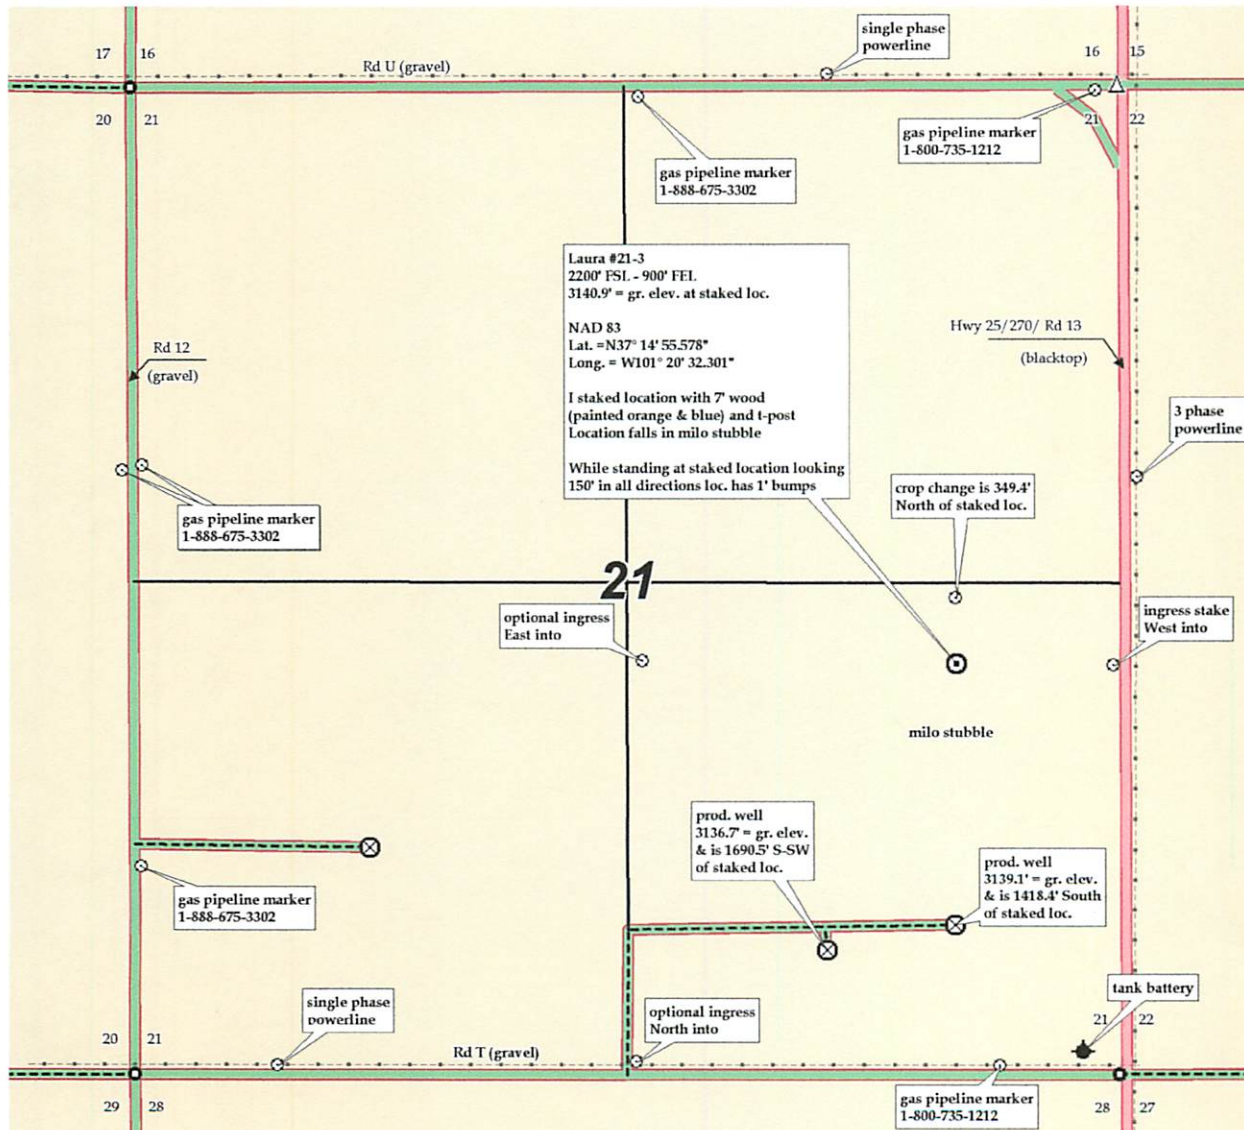 single phase
powerline
17 16
Rd U (gravel)
16 15
20 21
21 22
gas pipeline marker
1-800-735-1212
gas pipeline marker
1-888-675-3302
Laura #21-3
2200' FSL - 900' FEL
3140.9' = gr. elev. at staked loc.
NAD 83
Lat. =N37° 14' 55.578"
Long. = W101° 20' 32.301"
I staked location with 7' wood
(painted orange & blue) and t-post
Location falls in milo stubble
While standing at staked location looking
150' in all directions loc. has 1' bumps
Rd 12
(gravel)
Hwy 25/270/ Rd 13
(blacktop)
3 phase
powerline
crop change is 349.4'
North of staked loc.
gas pipeline marker
1-888-675-3302
21
optional ingress
East into
ingress stake
West into
milo stubble
prod. well
3136.7' = gr. elev.
& is 1690.5' S-SW
of staked loc.
prod. well
3139.1' = gr. elev.
& is 1418.4' South
of staked loc.
gas pipeline marker
1-888-675-3302
tank battery
single phase
powerline
optional ingress
North into
20 21
21 22
Rd T (gravel)
gas pipeline marker
1-800-735-1212
29 28
28 27